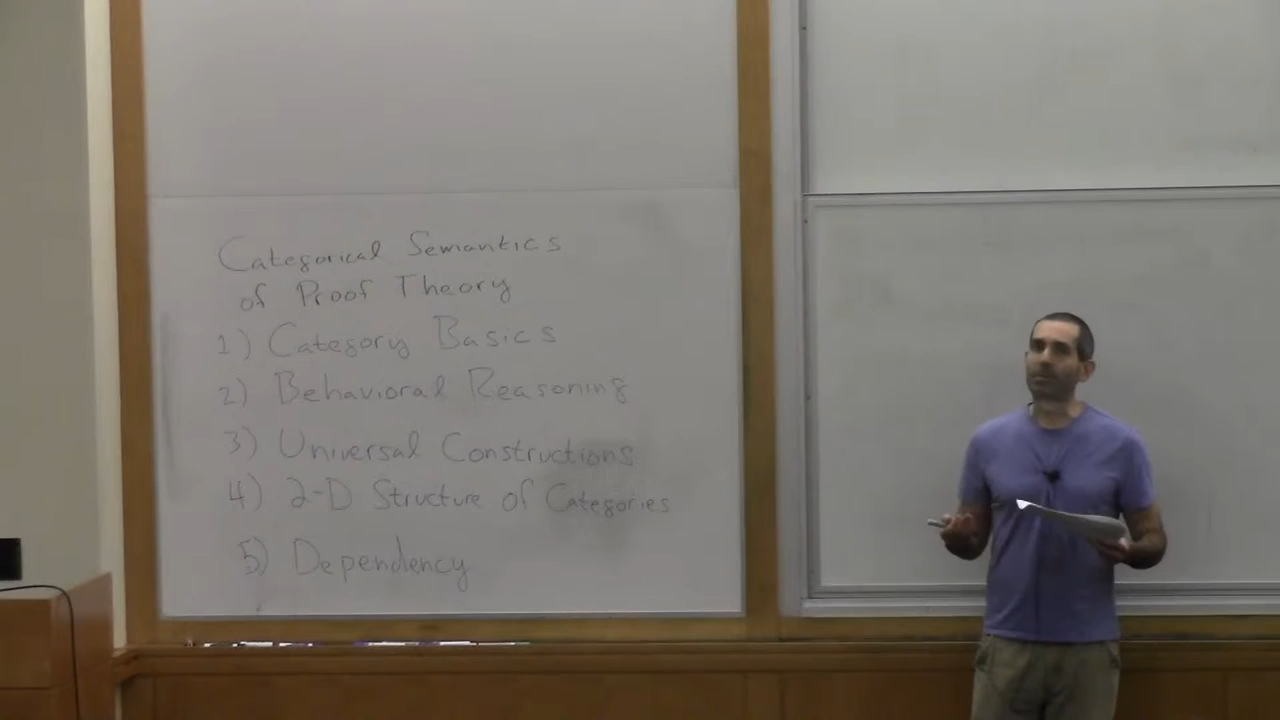 Categorical Semantics
of Proof Theory
1) Category Basics
2) Behavioral Reasoning
3) Universal Constructions
4) 2-D Structure of Categories
5) Dependency